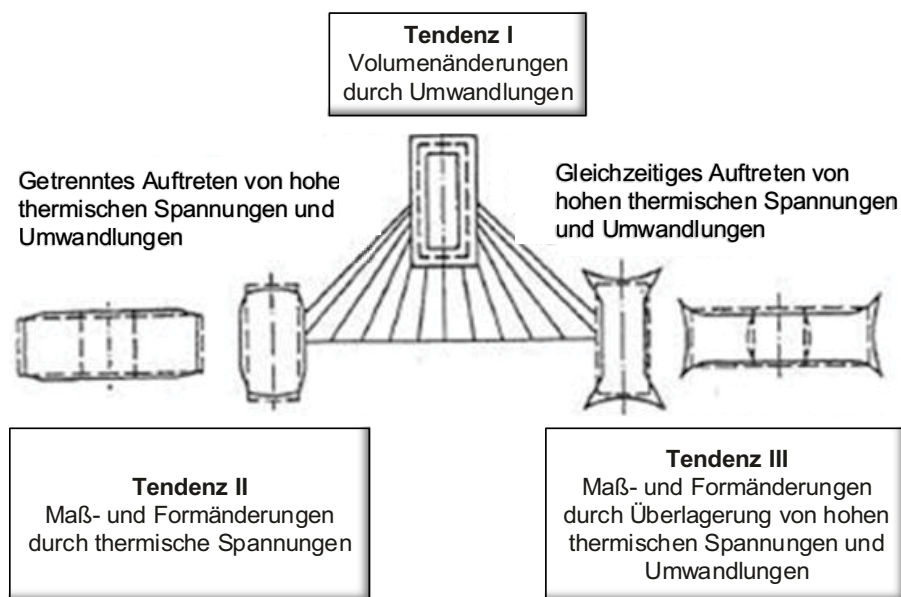 Tendenz I
Volumenänderungen
durch Umwandlungen
Getrenntes Auftreten von hohe
thermischen Spannungen und
Umwandlungen
Gleichzeitiges Auftreten von
hohen thermischen Spannungen
und Umwandlungen
Tendenz II
Maß- und Formänderungen
durch thermische Spannungen
Tendenz III
Maß- und Formänderungen
durch Überlagerung von hohen
thermischen Spannungen und
Umwandlungen